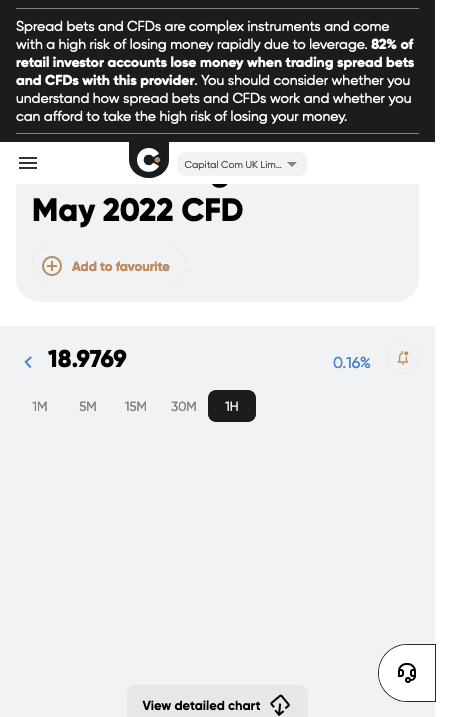 Spread bets and CFDs are complex instruments and come
with a high risk of losing money rapidly due to leverage. 82% of
retail investor accounts lose money when trading spread bets
and CFDs with this provider. You should consider whether you
understand how spread bets and CFDs work and whether you
can afford to take the high risk of losing your money.
Capital Com UK Lim...
May 2022 CFD
Add to favourite
18.9769
0.16%
1M 5M 15M 30M 1H
View detailed chart